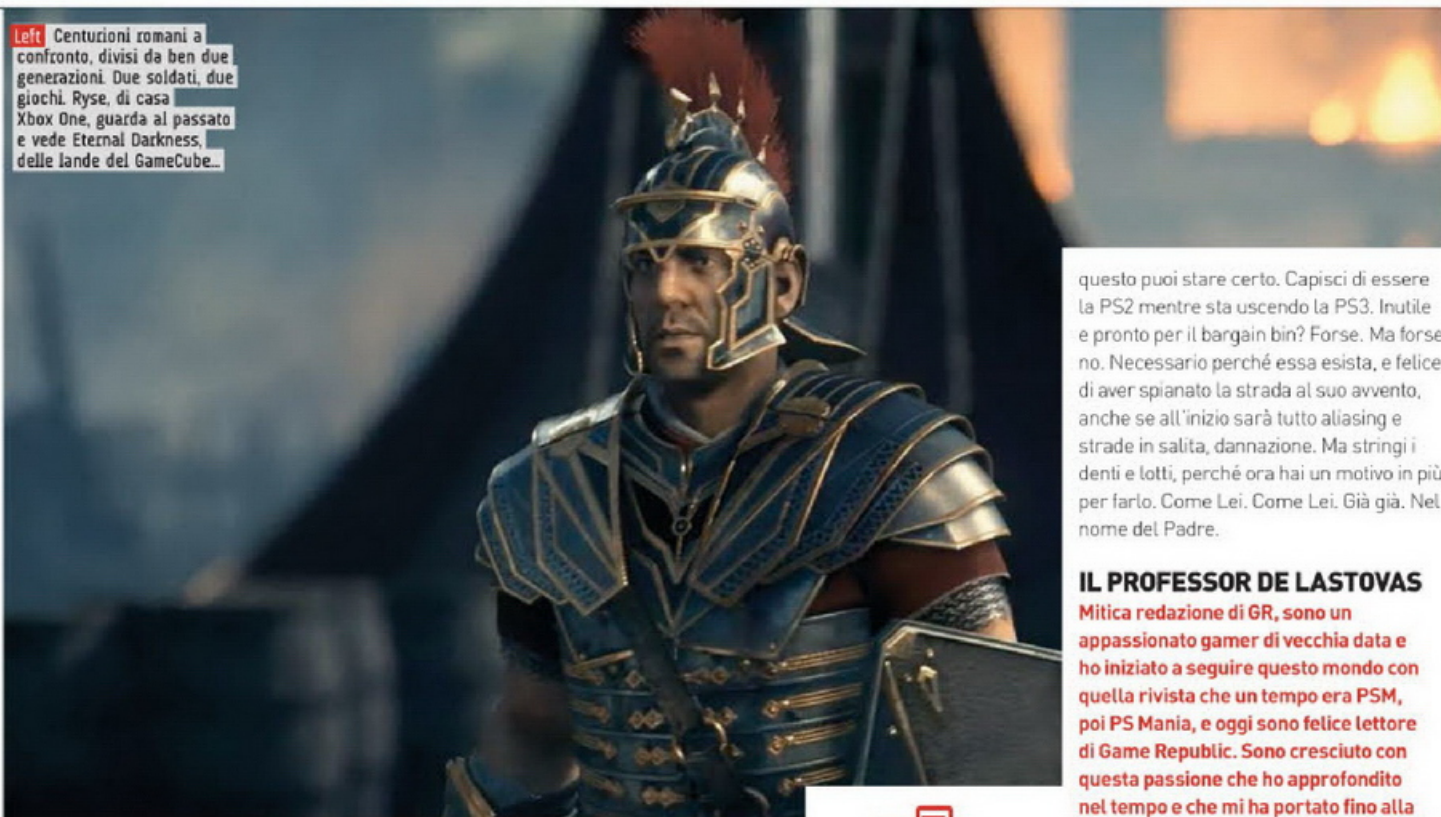 Left Centurioni romani a
confronto, divisi da ben due
generazioni. Due soldati, due
giochi. Ryse, di casa
Xbox One, guarda al passato
e vede Eternal Darkness,
delle lande del GameCube...
questo puoi stare certo. Capisci di essere
la PS2 mentre sta uscendo la PS3. Inutile
e pronto per il bargain bin? Forse. Ma forse
no. Necessario perché essa esista, e felice
di aver spianato la strada al suo avvento,
anche se all'inizio sarà tutto aliasing e
strade in salita, dannazione. Ma stringi i
denti e lotti, perché ora hai un motivo in più
per farlo. Come Lei. Come Lei. Già già. Nel
nome del Padre.
IL PROFESSOR DE LASTOVAS
Mitica redazione di GR, sono un
appassionato gamer di vecchia data e
ho iniziato a seguire questo mondo con
quella rivista che un tempo era PSM,
poi PS Mania, e oggi sono felice lettore
di Game Republic. Sono cresciuto con
questa passione che ho approfondito
nel tempo e che mi ha portato fino alla